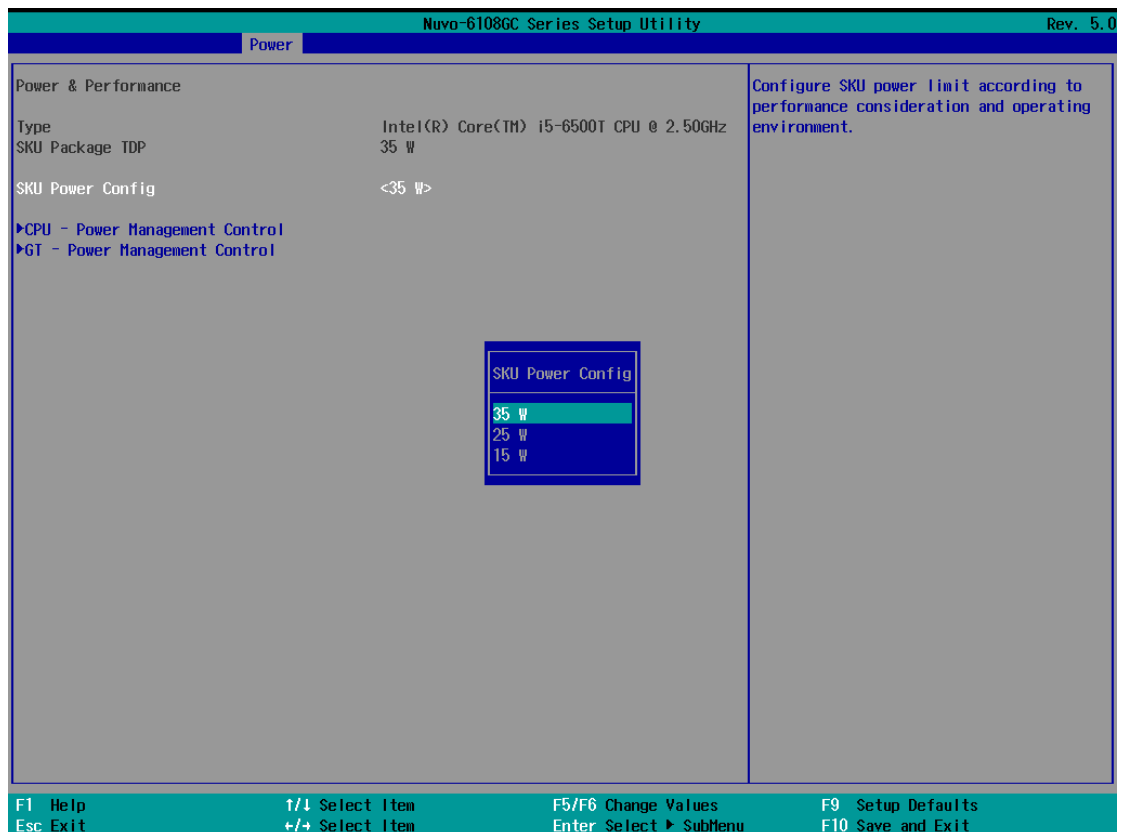 Nuvo-6108GC Series Setup Utility Rev. 5.0
Power
Power & Performance
Type Intel(R) Core(TM) i5-6500T CPU @ 2.50GHz
SKU Package TDP 35 W
SKU Power Config <35 W>
▶CPU - Power Management Control
▶GT - Power Management Control
Configure SKU power limit according to
performance consideration and operating
environment.
SKU Power Config
35 W
25 W
15 W
F1 Help ↑/↓ Select Item F5/F6 Change Values F9 Setup Defaults
Esc Exit ←/→ Select Item Enter Select ▶ SubMenu F10 Save and Exit